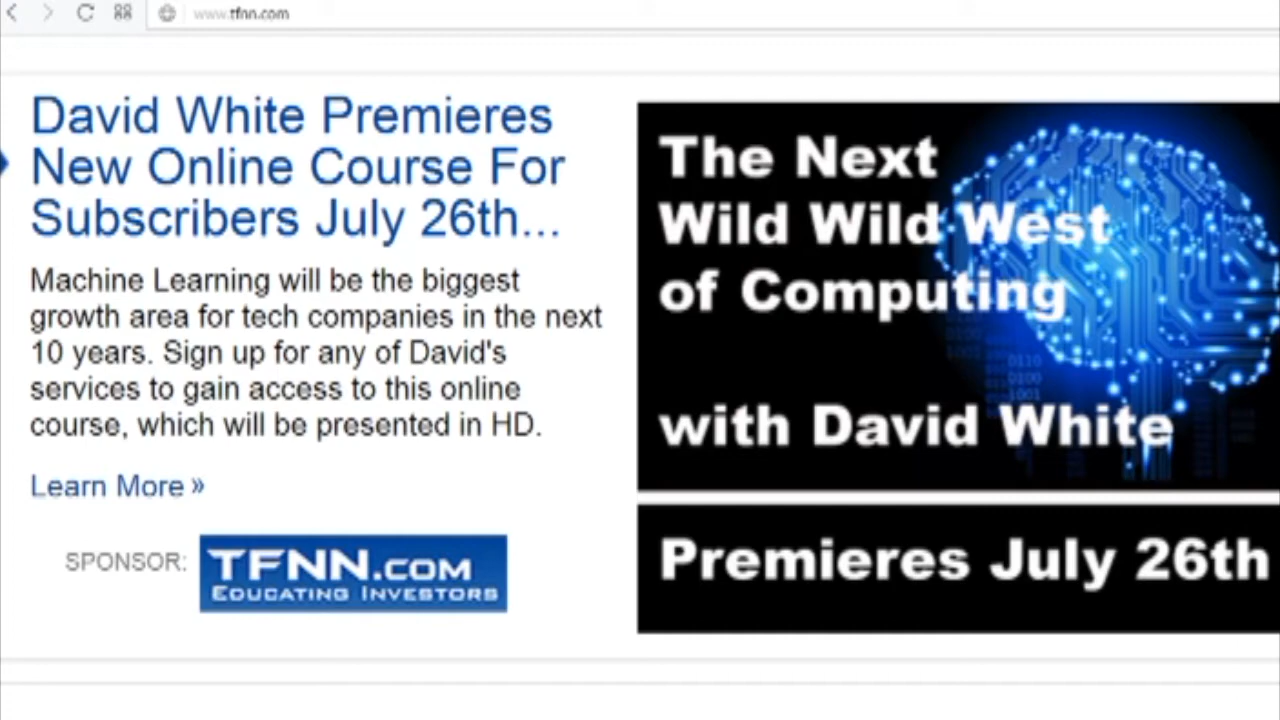 www.tfnn.com
David White Premieres
New Online Course For
Subscribers July 26th...
Machine Learning will be the biggest
growth area for tech companies in the next
10 years. Sign up for any of David's
services to gain access to this online
course, which will be presented in HD.
Learn More »
SPONSOR:
TFNN.COM
EDUCATING INVESTORS
The Next
Wild Wild West
of Computing
with David White
Premieres July 26th